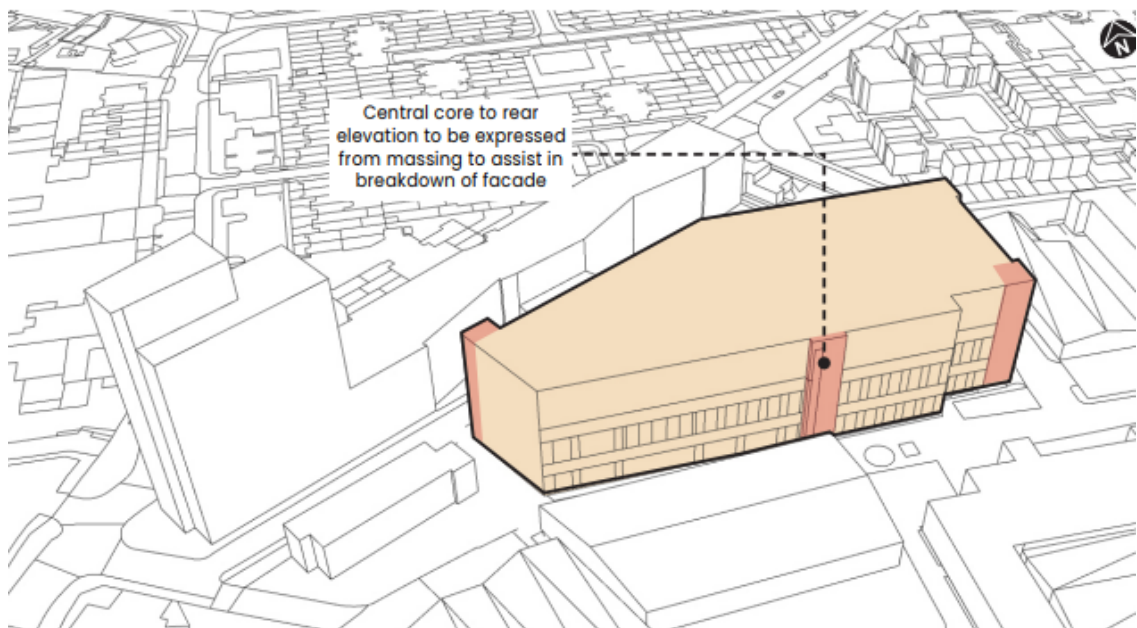 N
Central core to rear
elevation to be expressed
from massing to assist in
breakdown of facade